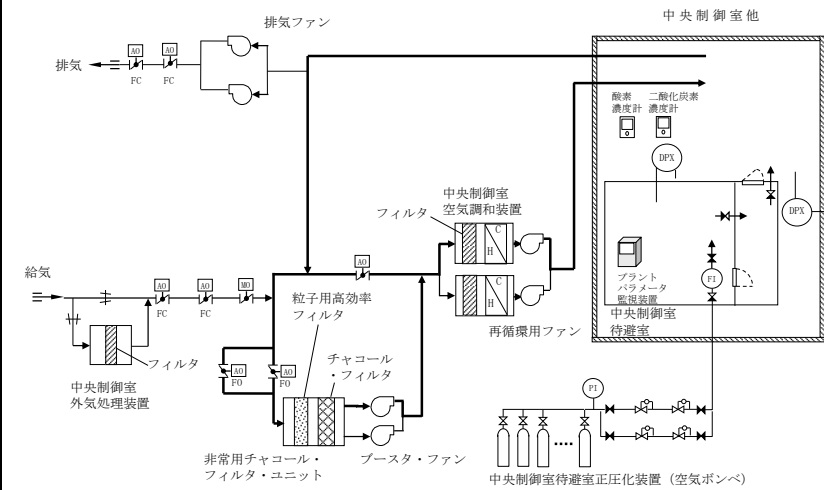 中央制御室他
排気ファン
AO
AO
排気
FC
FC
酸素
濃度計
二酸化炭素
濃度計
DPX
DPX
中央制御室
空気調和装置
フィルタ
C
H
C
H
再循環用ファン
プラント
パラメータ
監視装置
FI
中央制御室
待避室
給気
AO
AO
MO
AO
FC
FC
粒子用高効率
フィルタ
フィルタ
中央制御室
外気処理装置
AO
FO
AO
FO
チャコール
・フィルタ
非常用チャコール・
フィルタ・ユニット
ブースタ・ファン
PI
中央制御室待避室正圧化装置（空気ボンベ）